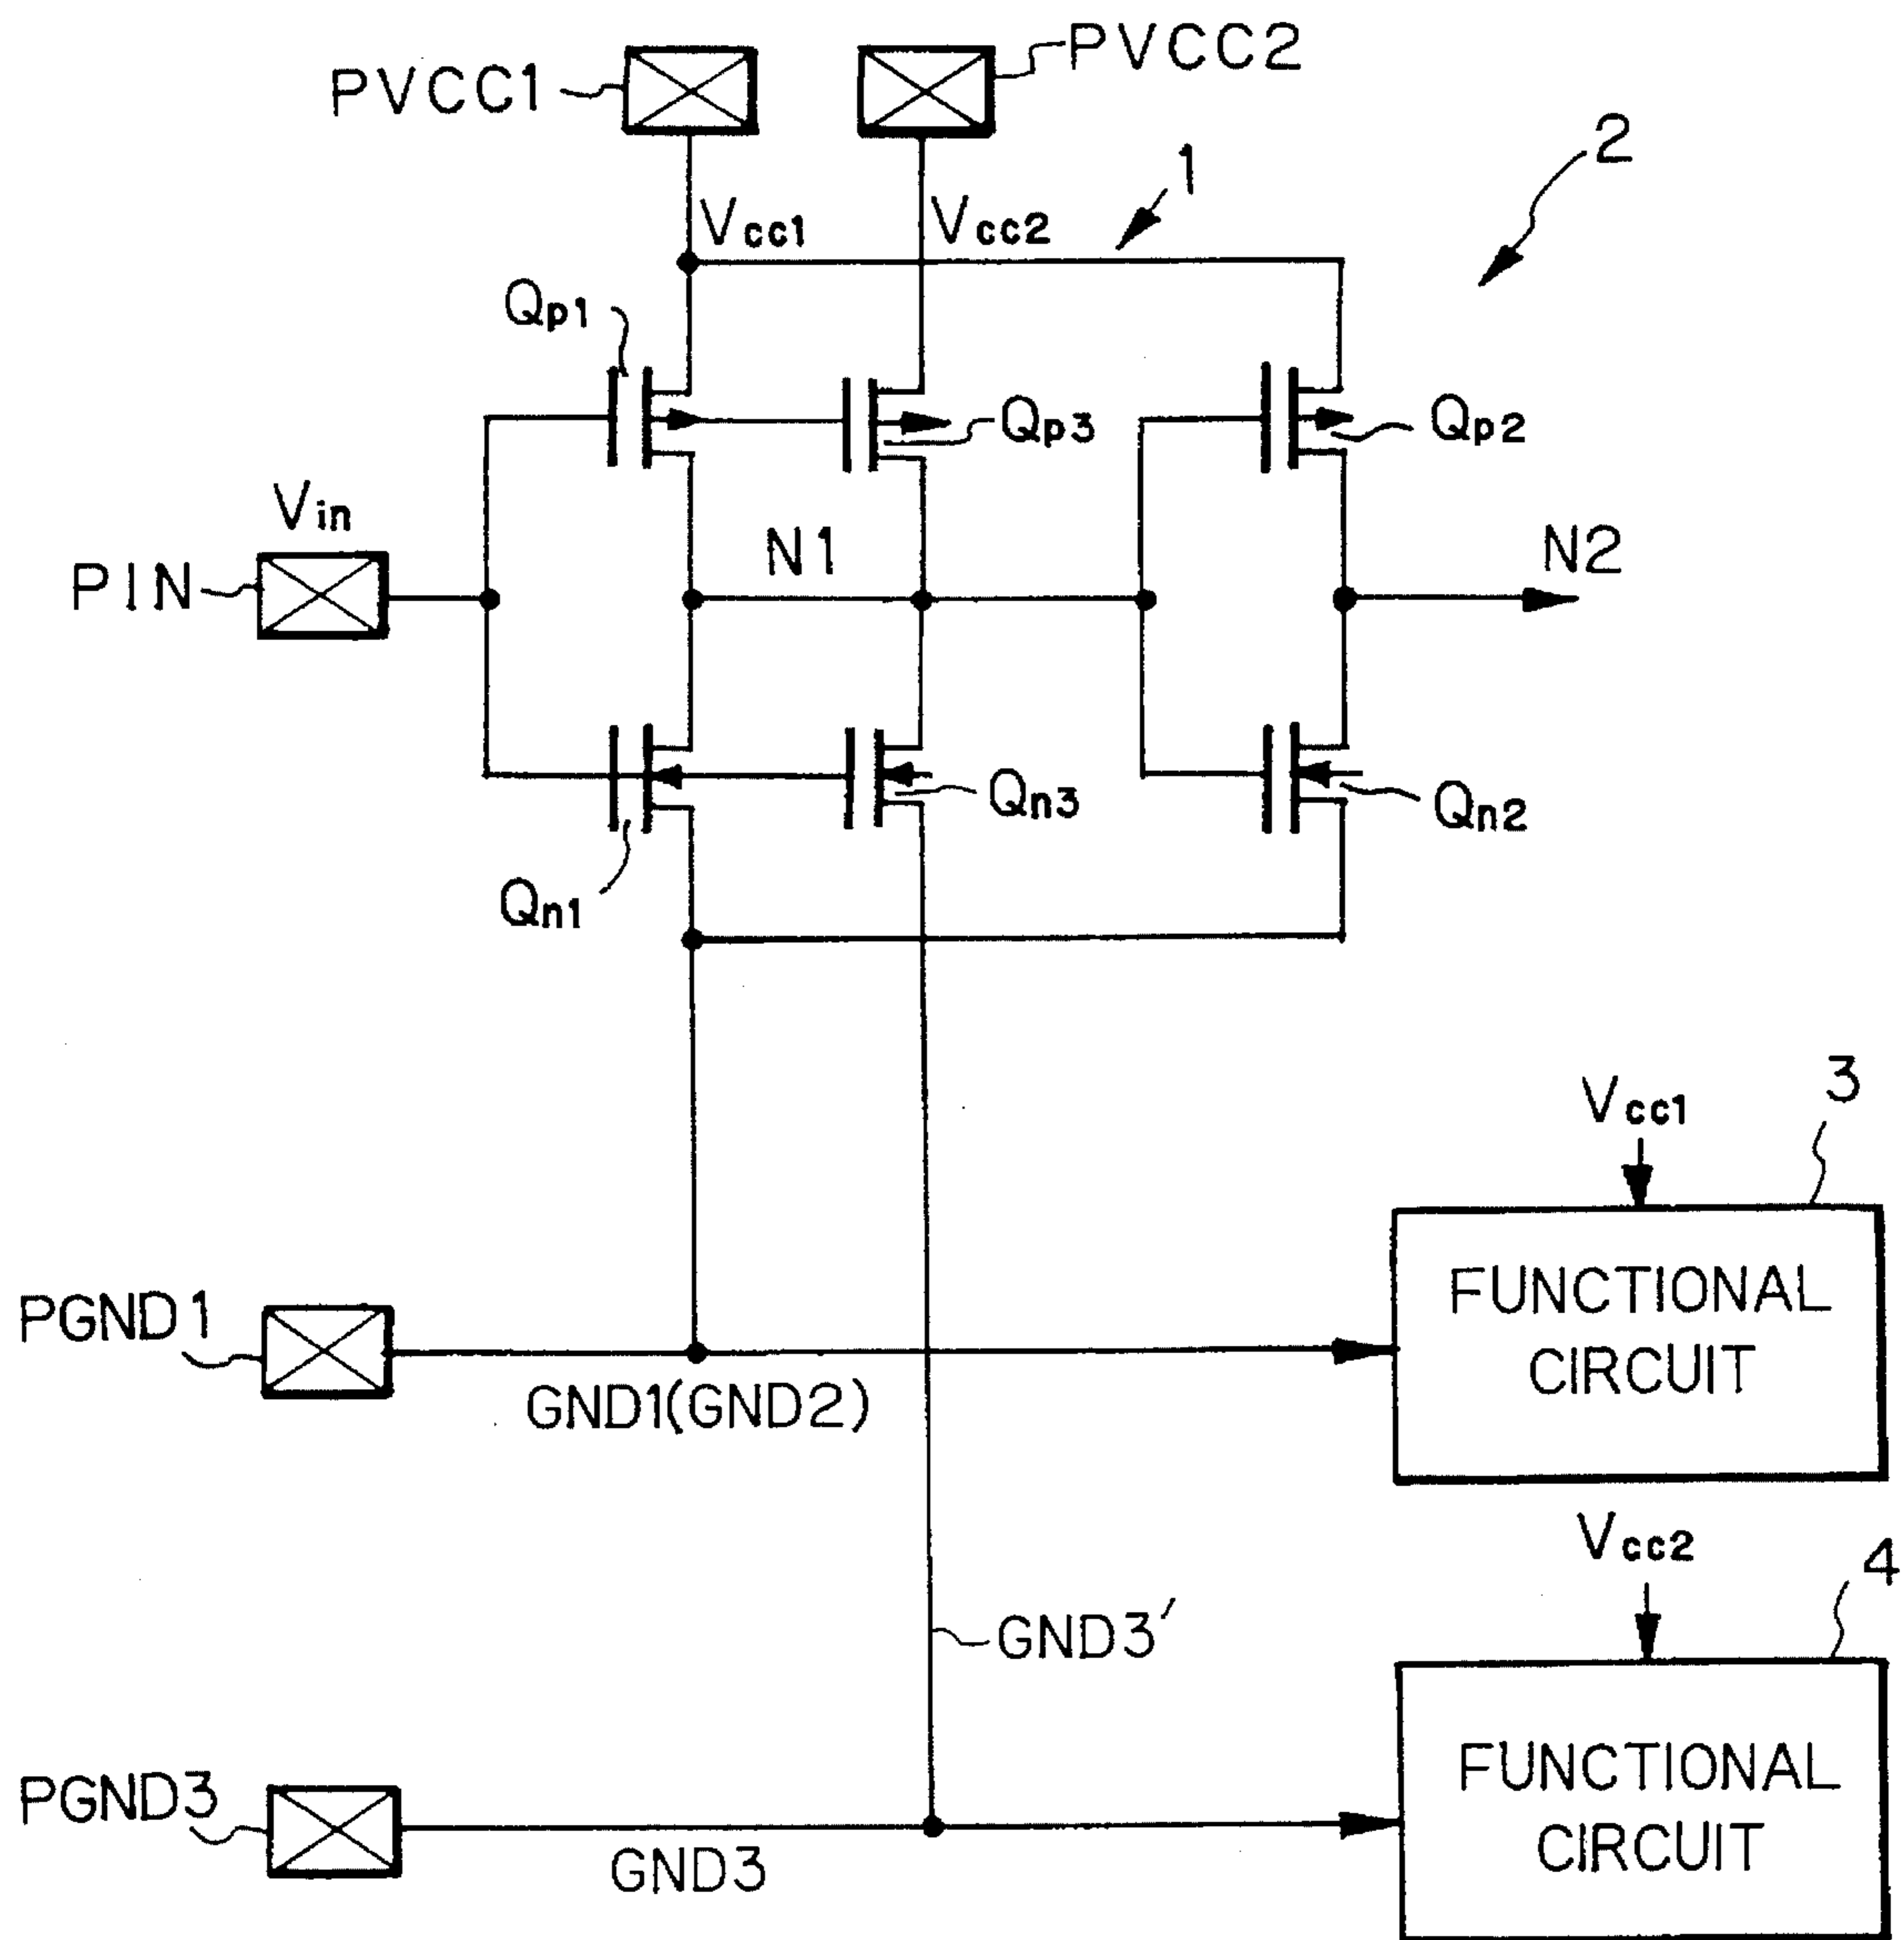 PVCC1
PVCC2
1
2
Vcc1
Vcc2
Qp1
Qp3
Qp2
Vin
N1
N2
PIN
Qn3
Qn2
Qn1
Vcc1
3
FUNCTIONAL
CIRCUIT
PGND1
GND1(GND2)
Vcc2
4
GND3'
FUNCTIONAL
CIRCUIT
PGND3
GND3